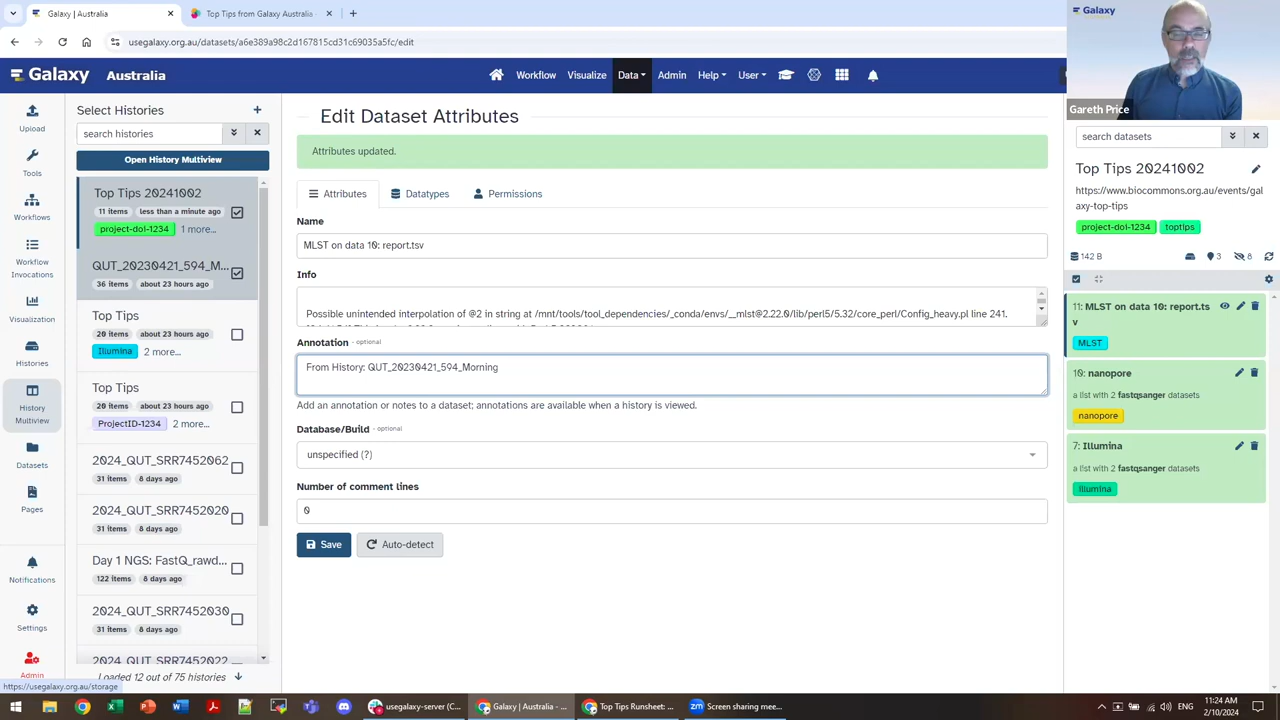 Galaxy | Australia
Top Tips from Galaxy Australia
usegalaxy.org.au/datasets/a6e389a98c2d167815cd31c69035a5fc/edit
Galaxy Australia
Workflow
Visualize
Data
Admin
Help
User
Galaxy
Gareth Price
Upload
Tools
Workflows
Workflow
Invocations
Visualization
Histories
History
Multiview
Datasets
Pages
Notifications
Settings
Admin
Select Histories
search histories
Open History Multiview
Top Tips 20241002
11 items less than a minute ago
project-doi-1234 1 more...
QUT_20230421_594_M...
36 items about 23 hours ago
Top Tips
20 items about 23 hours ago
Illumina 2 more...
Top Tips
20 items about 23 hours ago
ProjectID-1234 2 more...
2024_QUT_SRR7452062
31 items 8 days ago
2024_QUT_SRR7452020
31 items 8 days ago
Day 1 NGS: FastQ_rawd...
122 items 8 days ago
2024_QUT_SRR7452030
31 items 8 days ago
2024_QUT_SRR7452022
Loaded 12 out of 75 histories
https://usegalaxy.org.au/storage
Edit Dataset Attributes
Attributes updated.
Attributes
Datatypes
Permissions
Name
MLST on data 10: report.tsv
Info
Possible unintended interpolation of @2 in string at /mnt/tools/tool_dependencies/_conda/envs/__mlst@2.22.0/lib/perl5/5.32/core_perl/Config_heavy.pl line 241.
Annotation - optional
From History: QUT_20230421_594_Morning
Add an annotation or notes to a dataset; annotations are available when a history is viewed.
Database/Build - optional
unspecified (?)
Number of comment lines
0
Save
Auto-detect
search datasets
Top Tips 20241002
https://www.biocommons.org.au/events/gal
axy-top-tips
project-doi-1234 toptips
142 B
3
8
11: MLST on data 10: report.ts
v
MLST
10: nanopore
a list with 2 fastqsanger datasets
nanopore
7: Illumina
a list with 2 fastqsanger datasets
Illumina
usegalaxy-server (C...
Galaxy | Australia - ...
Top Tips Runsheet: ...
Screen sharing mee...
11:24 AM
2/10/2024